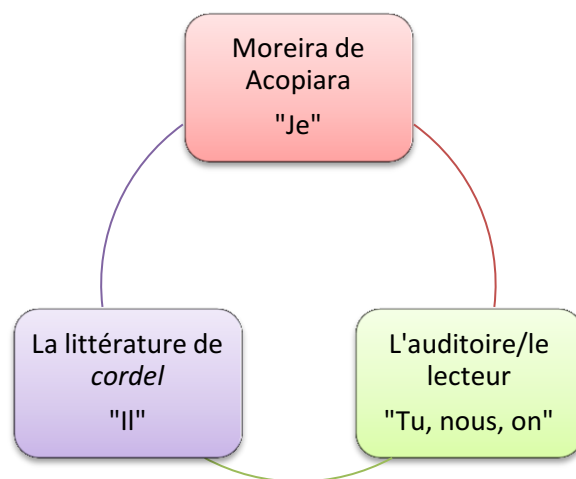 Moreira de
Acopiara
"Je"
La littérature de
cordel
"Il"
L'auditoire/le
lecteur
"Tu, nous, on"